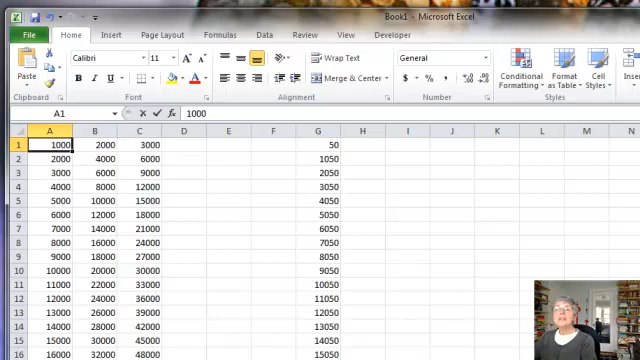 Book1 - Microsoft Excel
File Home Insert Page Layout Formulas Data Review View Developer
Calibri 11 A A Wrap Text General
Paste B I U A Merge & Center $ % , Conditional Formatting Format as Table Cell Styles
Clipboard Font Alignment Number Styles
A1 fx 1000
A B C D E F G H I J K L M N
1 1000 2000 3000 50
2 2000 4000 6000 1050
3 3000 6000 9000 2050
4 4000 8000 12000 3050
5 5000 10000 15000 4050
6 6000 12000 18000 5050
7 7000 14000 21000 6050
8 8000 16000 24000 7050
9 9000 18000 27000 8050
10 10000 20000 30000 9050
11 11000 22000 33000 10050
12 12000 24000 36000 11050
13 13000 26000 39000 12050
14 14000 28000 42000 13050
15 15000 30000 45000 14050
16 16000 32000 48000 15050